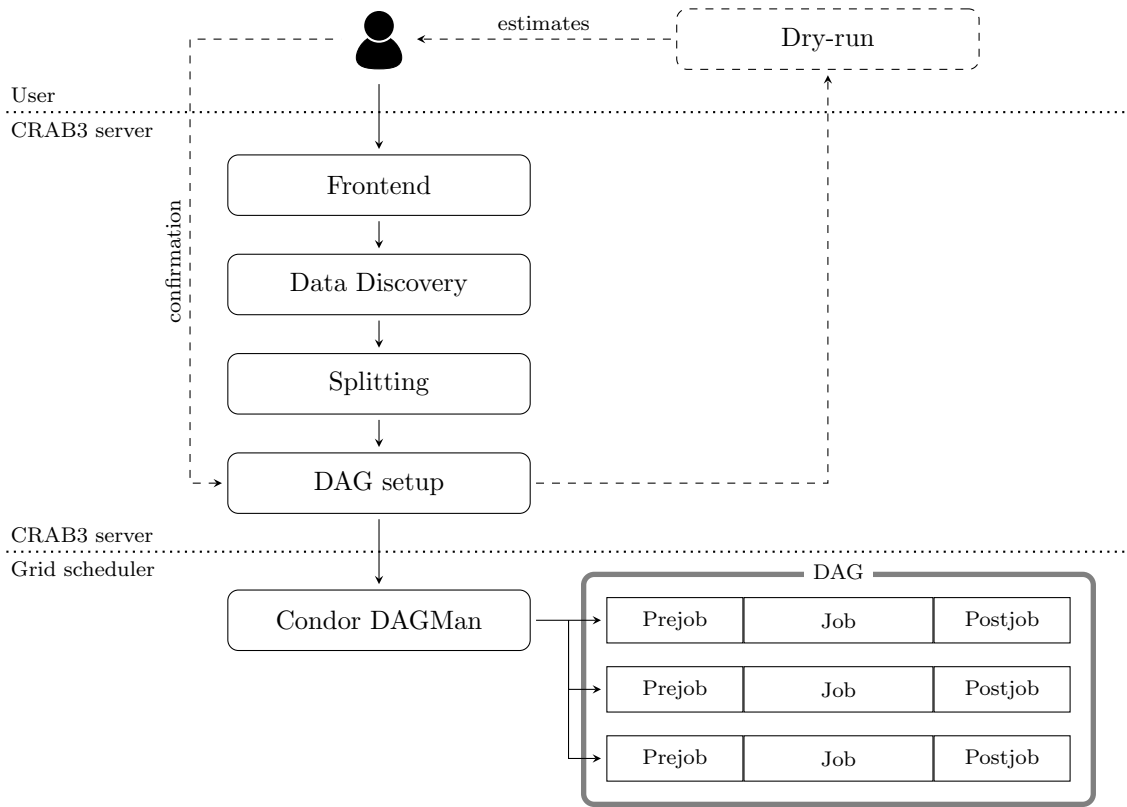 estimates
Dry-run
User
CRAB3 server
Frontend
confirmation
Data Discovery
Splitting
DAG setup
CRAB3 server
Grid scheduler
DAG
Condor DAGMan
Prejob Job Postjob
Prejob Job Postjob
Prejob Job Postjob